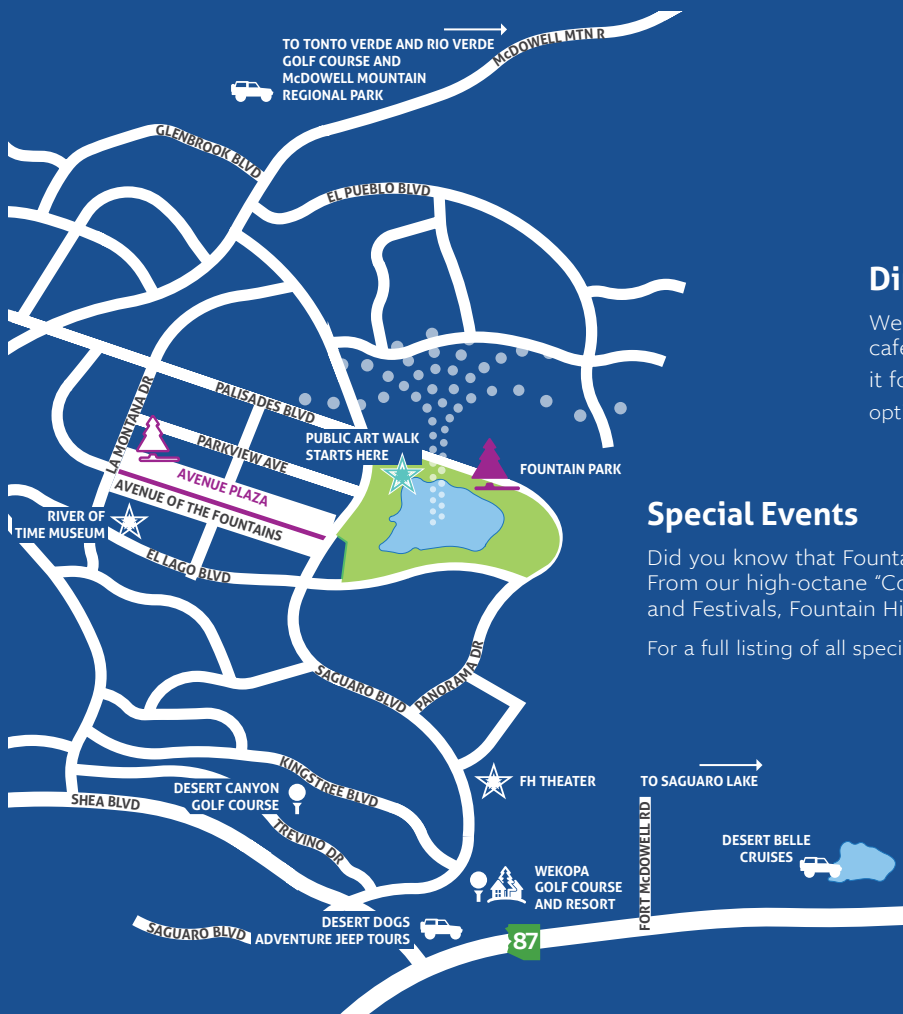 TO TONTO VERDE AND RIO VERDE
GOLF COURSE AND
McDOWELL MOUNTAIN
REGIONAL PARK
McDOWELL MTN R
GLENBROOK BLVD
EL PUEBLO BLVD
LA MONTANA DR
PALISADES BLVD
PARKVIEW AVE
AVENUE PLAZA
AVENUE OF THE FOUNTAINS
PUBLIC ART WALK
STARTS HERE
FOUNTAIN PARK
RIVER OF
TIME MUSEUM
EL LAGO BLVD
SAGUARO BLVD
PANORAMA DR
KINGSTREE BLVD
DESERT CANYON
GOLF COURSE
SHEA BLVD
TREVINO DR
FH THEATER
TO SAGUARO LAKE
FORT McDOWELL RD
DESERT BELLE
CRUISES
WEKOPA
GOLF COURSE
AND RESORT
SAGUARO BLVD
DESERT DOGS
ADVENTURE JEEP TOURS
87
Di
We
café
it fo
opt
Special Events
Did you know that Founta
From our high-octane “Co
and Festivals, Fountain Hi
For a full listing of all speci